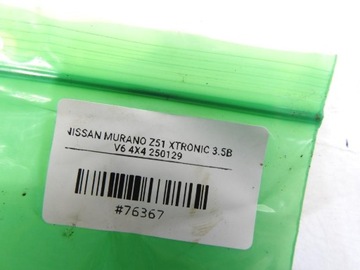 NISSAN MURANO Z51 XTRONIC 3.5B
V6 4X4 250129
#76367